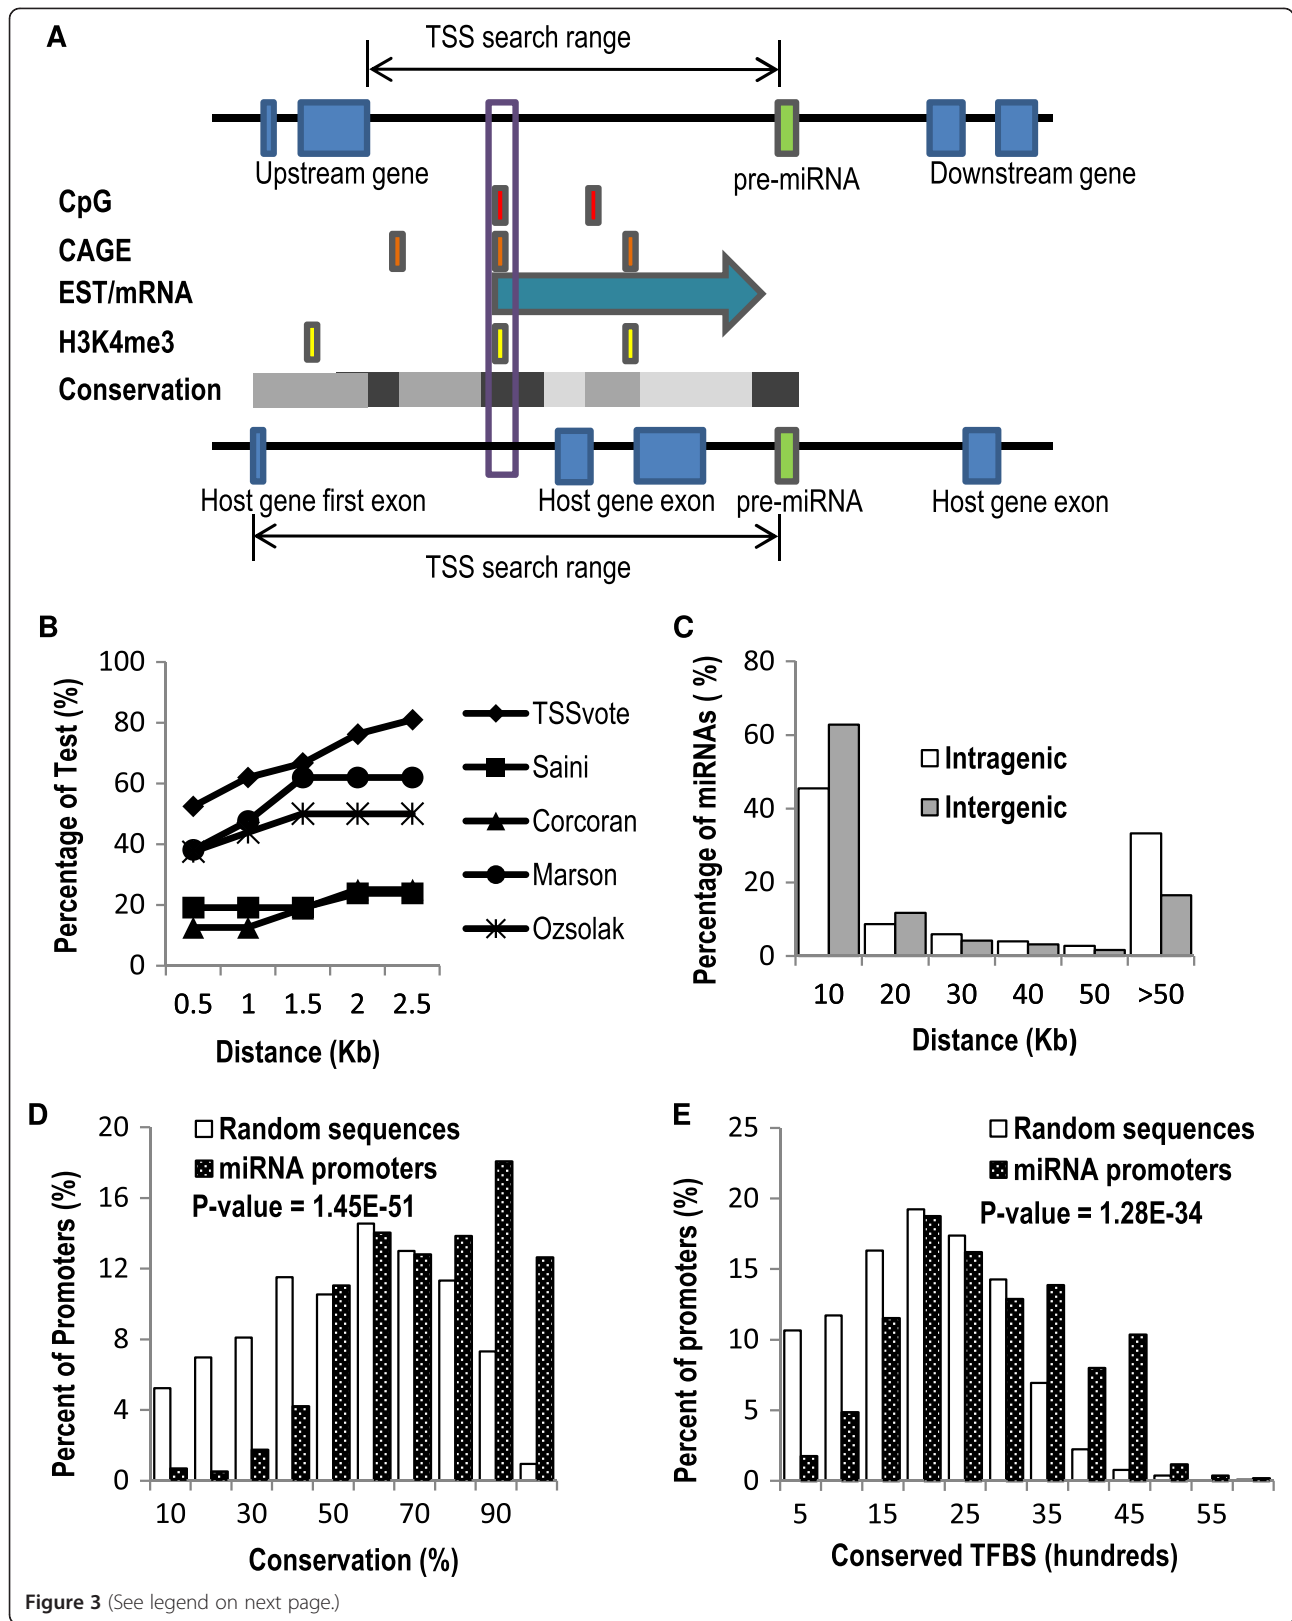 A
TSS search range
Upstream gene
pre-miRNA
Downstream gene
CpG
CAGE
EST/mRNA
H3K4me3
Conservation
Host gene first exon
Host gene exon
pre-miRNA
Host gene exon
TSS search range
B
Percentage of Test (%)
100
80
60
40
20
0
0.5 1 1.5 2 2.5
Distance (Kb)
TSSvote
Saini
Corcoran
Marson
Ozsolak
C
Percentage of miRNAs ( %)
80
60
40
20
0
10 20 30 40 50 >50
Distance (Kb)
Intragenic
Intergenic
D
Percent of Promoters (%)
20
16
12
8
4
0
10 30 50 70 90
Conservation (%)
Random sequences
miRNA promoters
P-value = 1.45E-51
E
Percent of promoters (%)
25
20
15
10
5
0
5 15 25 35 45 55
Conserved TFBS (hundreds)
Random sequences
miRNA promoters
P-value = 1.28E-34
Figure 3 (See legend on next page.)